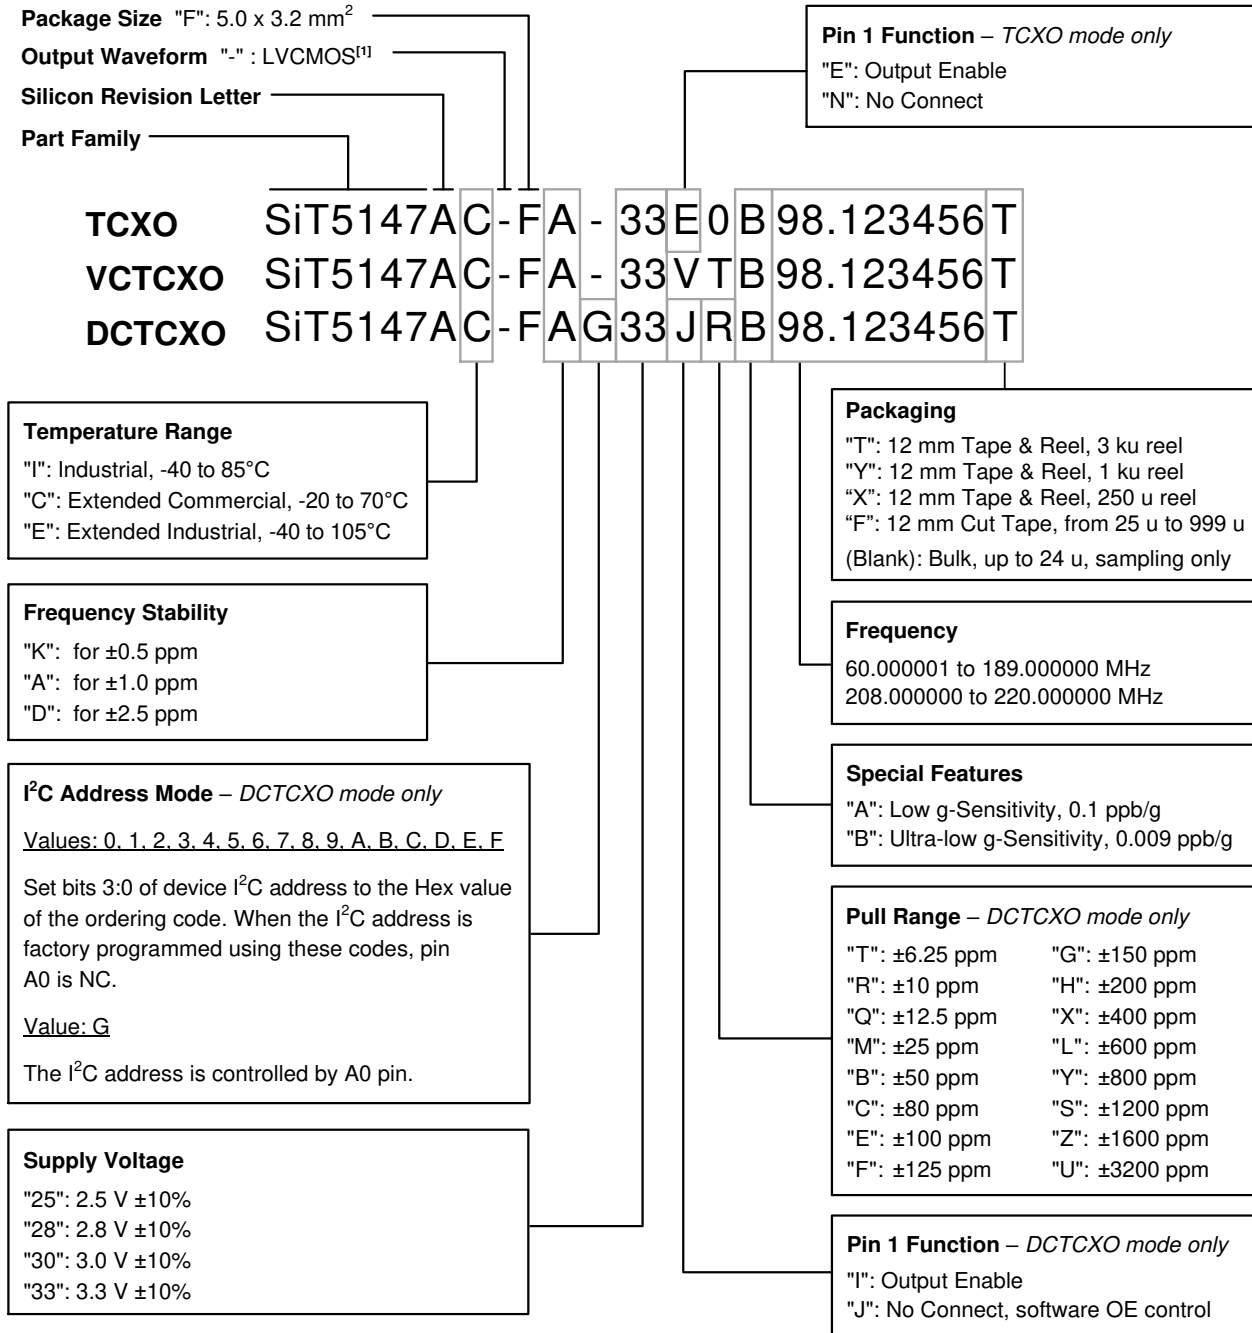 Package Size "F": 5.0 x 3.2 mm²
Output Waveform "-" : LVCMOS[1]
Silicon Revision Letter
Part Family
Pin 1 Function – TCXO mode only
"E": Output Enable
"N": No Connect
TCXO SiT5147AC-FA-33E0B98.123456T
VCTCXO SiT5147AC-FA-33VTB98.123456T
DCTCXO SiT5147AC-FAG33JRB98.123456T
Temperature Range
"I": Industrial, -40 to 85°C
"C": Extended Commercial, -20 to 70°C
"E": Extended Industrial, -40 to 105°C
Frequency Stability
"K": for ±0.5 ppm
"A": for ±1.0 ppm
"D": for ±2.5 ppm
I²C Address Mode – DCTCXO mode only
Values: 0, 1, 2, 3, 4, 5, 6, 7, 8, 9, A, B, C, D, E, F
Set bits 3:0 of device I²C address to the Hex value
of the ordering code. When the I²C address is
factory programmed using these codes, pin
A0 is NC.
Value: G
The I²C address is controlled by A0 pin.
Supply Voltage
"25": 2.5 V ±10%
"28": 2.8 V ±10%
"30": 3.0 V ±10%
"33": 3.3 V ±10%
Packaging
"T": 12 mm Tape & Reel, 3 ku reel
"Y": 12 mm Tape & Reel, 1 ku reel
“X”: 12 mm Tape & Reel, 250 u reel
“F”: 12 mm Cut Tape, from 25 u to 999 u
(Blank): Bulk, up to 24 u, sampling only
Frequency
60.000001 to 189.000000 MHz
208.000000 to 220.000000 MHz
Special Features
"A": Low g-Sensitivity, 0.1 ppb/g
"B": Ultra-low g-Sensitivity, 0.009 ppb/g
Pull Range – DCTCXO mode only
"T": ±6.25 ppm "G": ±150 ppm
"R": ±10 ppm "H": ±200 ppm
"Q": ±12.5 ppm "X": ±400 ppm
"M": ±25 ppm "L": ±600 ppm
"B": ±50 ppm "Y": ±800 ppm
"C": ±80 ppm "S": ±1200 ppm
"E": ±100 ppm "Z": ±1600 ppm
"F": ±125 ppm "U": ±3200 ppm
Pin 1 Function – DCTCXO mode only
"I": Output Enable
"J": No Connect, software OE control